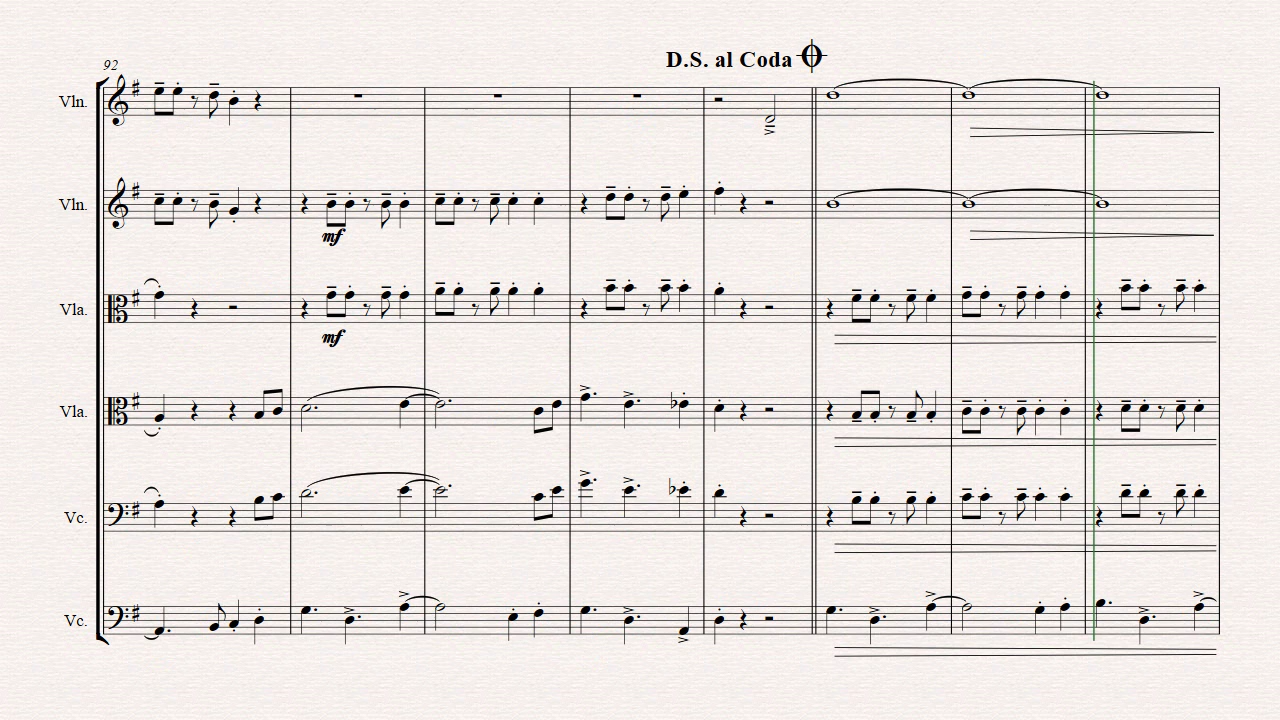 D.S. al Coda
92
Vln.
Vln.
mf
Vla.
mf
Vla.
Vc.
Vc.